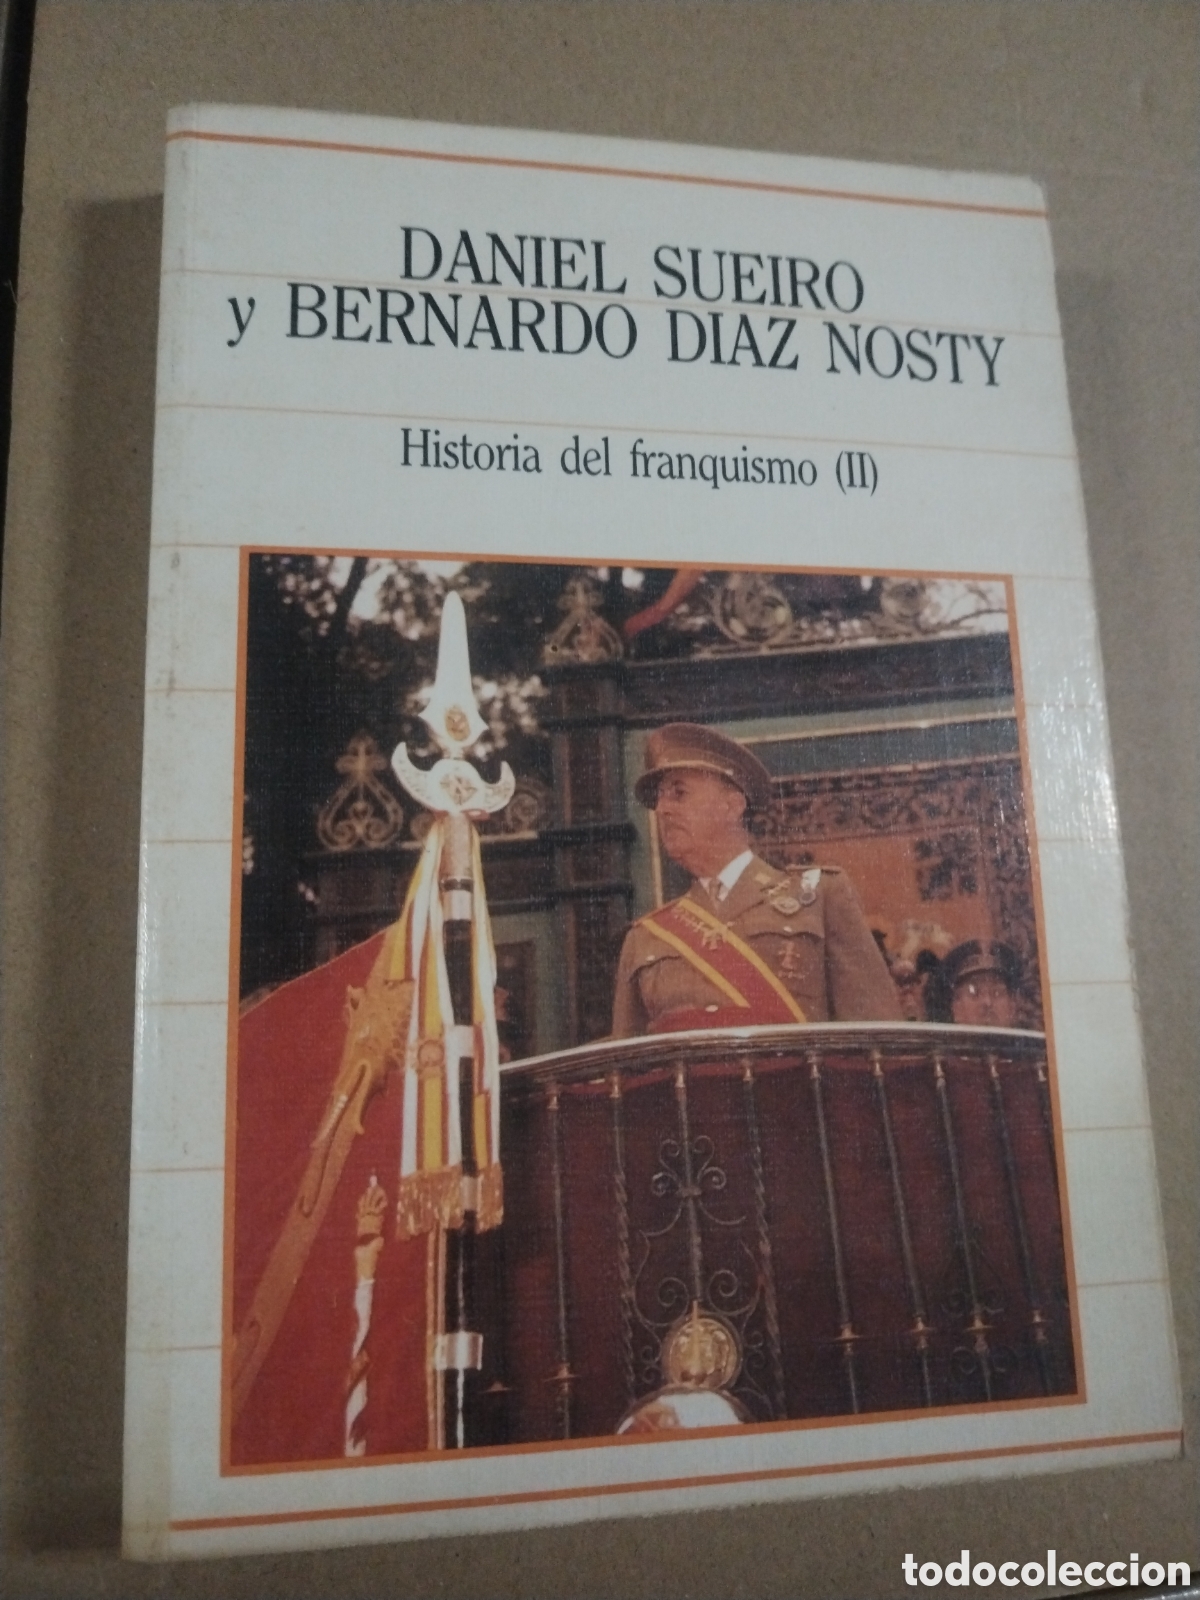 DANIEL SUEIRO
y BERNARDO DIAZ NOSTY
Historia del franquismo (II)
todocoleccion